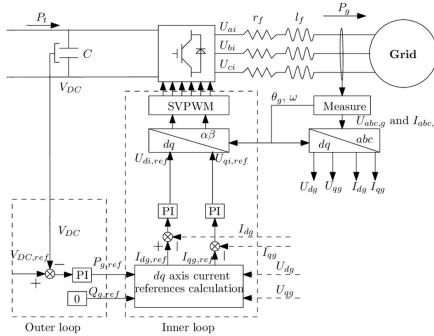 P_t
C
V_DC
U_ai
U_bi
U_ci
r_f
l_f
P_g
Grid
Measure
θ_g, ω
U_abc,g and I_abc,
SVPWM
dq
αβ
dq
abc
U_di,ref
U_qi,ref
U_dg
U_qg
I_dg
I_qg
PI
PI
I_dg
+
−
+
−
I_qg
I_dg,ref
I_qg,ref
V_DC
V_DC,ref
+
−
PI
P_g,ref
dq axis current
references calculation
U_dg
U_qg
0
Q_g,ref
Outer loop
Inner loop